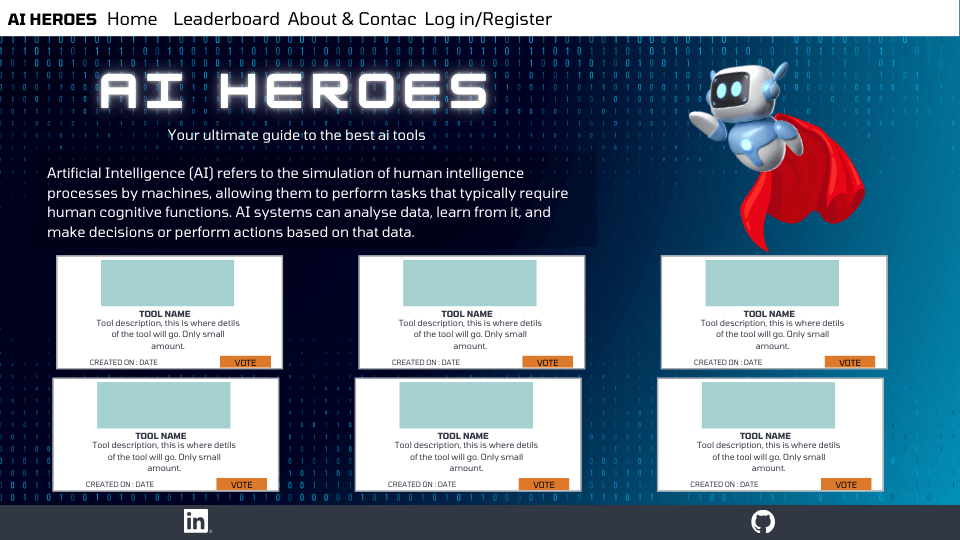 AI HEROES Home Leaderboard About & Contac Log in/Register
AI HEROES
Your ultimate guide to the best ai tools
Artificial Intelligence (AI) refers to the simulation of human intelligence
processes by machines, allowing them to perform tasks that typically require
human cognitive functions. AI systems can analyse data, learn from it, and
make decisions or perform actions based on that data.
TOOL NAME
Tool description, this is where detils
of the tool will go. Only small
amount.
CREATED ON : DATE VOTE
TOOL NAME
Tool description, this is where detils
of the tool will go. Only small
amount.
CREATED ON : DATE VOTE
TOOL NAME
Tool description, this is where detils
of the tool will go. Only small
amount.
CREATED ON : DATE VOTE
TOOL NAME
Tool description, this is where detils
of the tool will go. Only small
amount.
CREATED ON : DATE VOTE
TOOL NAME
Tool description, this is where detils
of the tool will go. Only small
amount.
CREATED ON : DATE VOTE
TOOL NAME
Tool description, this is where detils
of the tool will go. Only small
amount.
CREATED ON : DATE VOTE
in